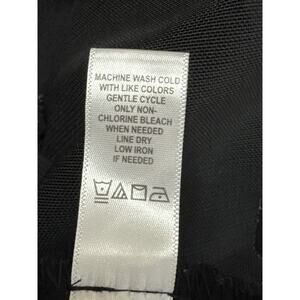 MACHINE WASH COLD
WITH LIKE COLORS
GENTLE CYCLE
ONLY NON-
CHLORINE BLEACH
WHEN NEEDED
LINE DRY
LOW IRON
IF NEEDED